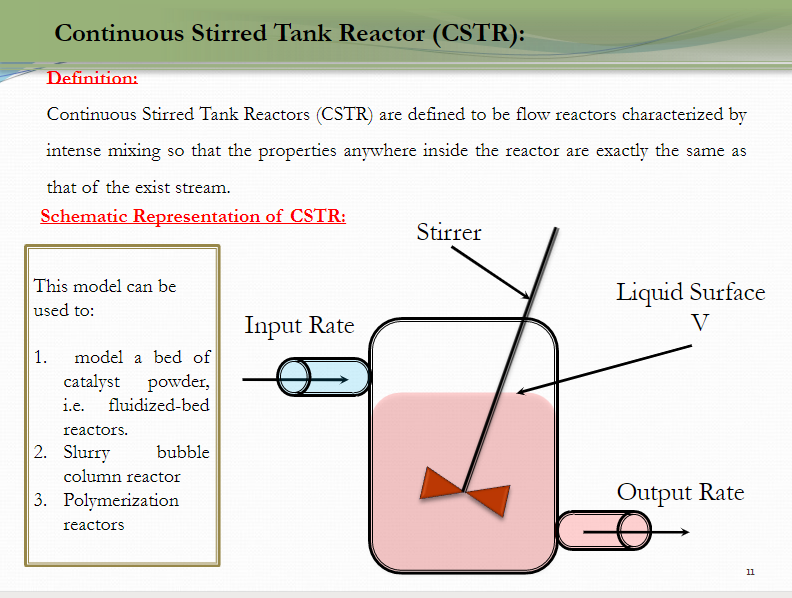 Continuous Stirred Tank Reactor (CSTR):
Definition:
Continuous Stirred Tank Reactors (CSTR) are defined to be flow reactors characterized by
intense mixing so that the properties anywhere inside the reactor are exactly the same as
that of the exist stream.
Schematic Representation of CSTR:
This model can be
used to:
1. model a bed of
catalyst powder,
i.e. fluidized-bed
reactors.
2. Slurry bubble
column reactor
3. Polymerization
reactors
Stirrer
Liquid Surface
V
Input Rate
Output Rate
11